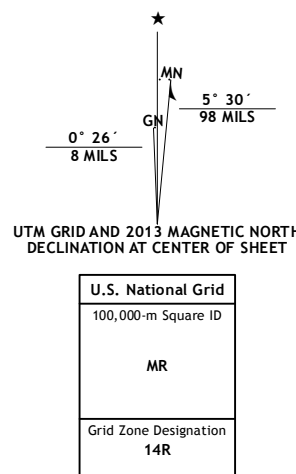 ★
MN
5° 30´
98 MILS
GN
0° 26´
8 MILS
UTM GRID AND 2013 MAGNETIC NORTH
DECLINATION AT CENTER OF SHEET
U.S. National Grid
100,000-m Square ID
MR
Grid Zone Designation
14R